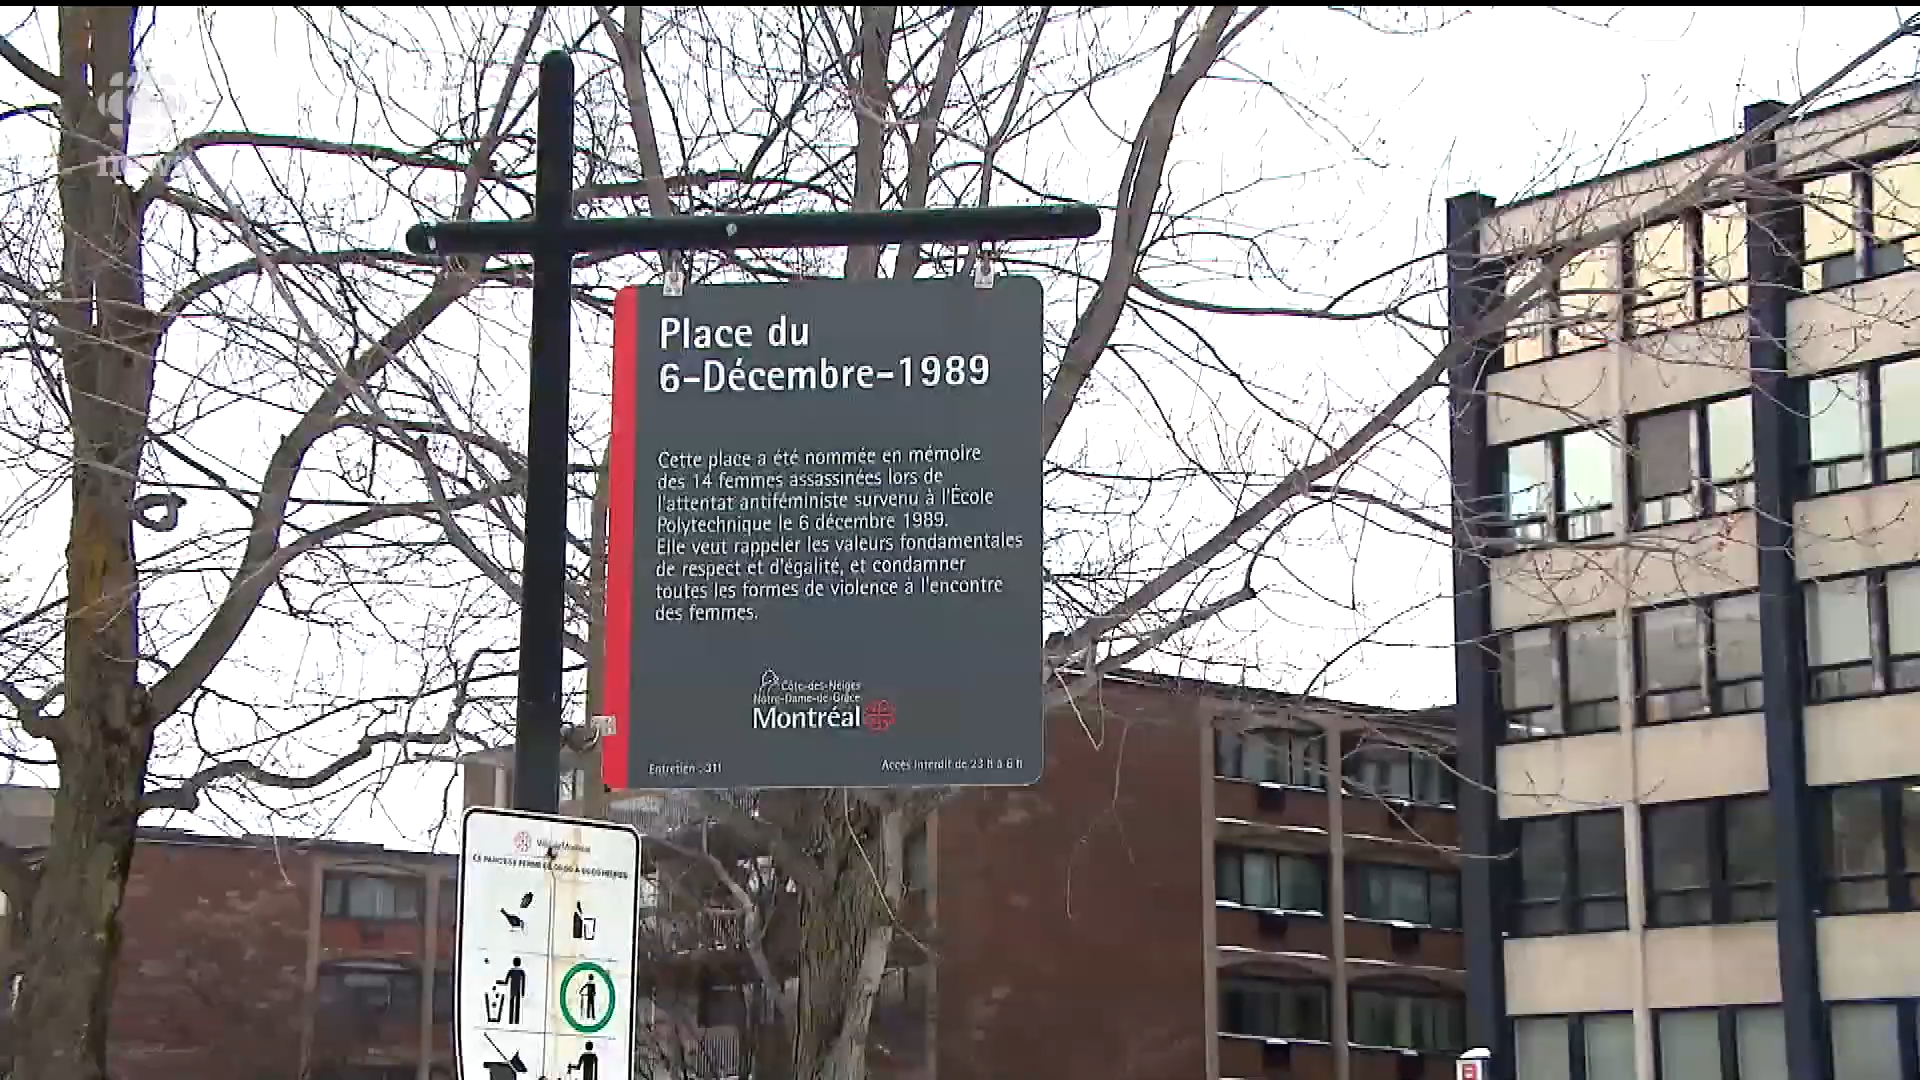 Place du
6-Décembre-1989
Cette place a été nommée en mémoire
des 14 femmes assassinées lors de
l'attentat antiféministe survenu à l'École
Polytechnique le 6 décembre 1989.
Elle veut rappeler les valeurs fondamentales
de respect et d'égalité, et condamner
toutes les formes de violence à l'encontre
des femmes.
Côte-des-Neiges
Notre-Dame-de-Grâce
Montréal
Entretien : 311
Accès interdit de 23 h à 6 h